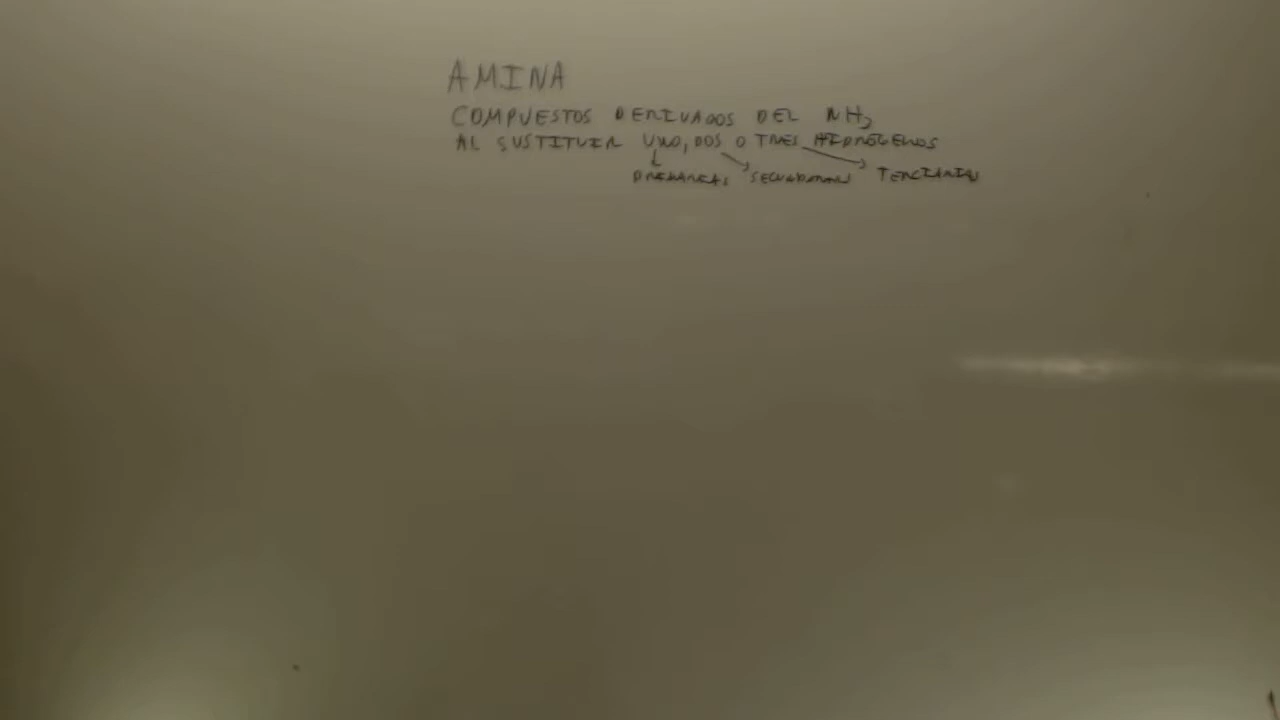 AMINA
COMPUESTOS DERIVADOS DEL NH3
AL SUSTITUIR UNO, DOS O TRES HIDROGENOS
PRIMARIAS SECUNDARIAS TERCIARIAS